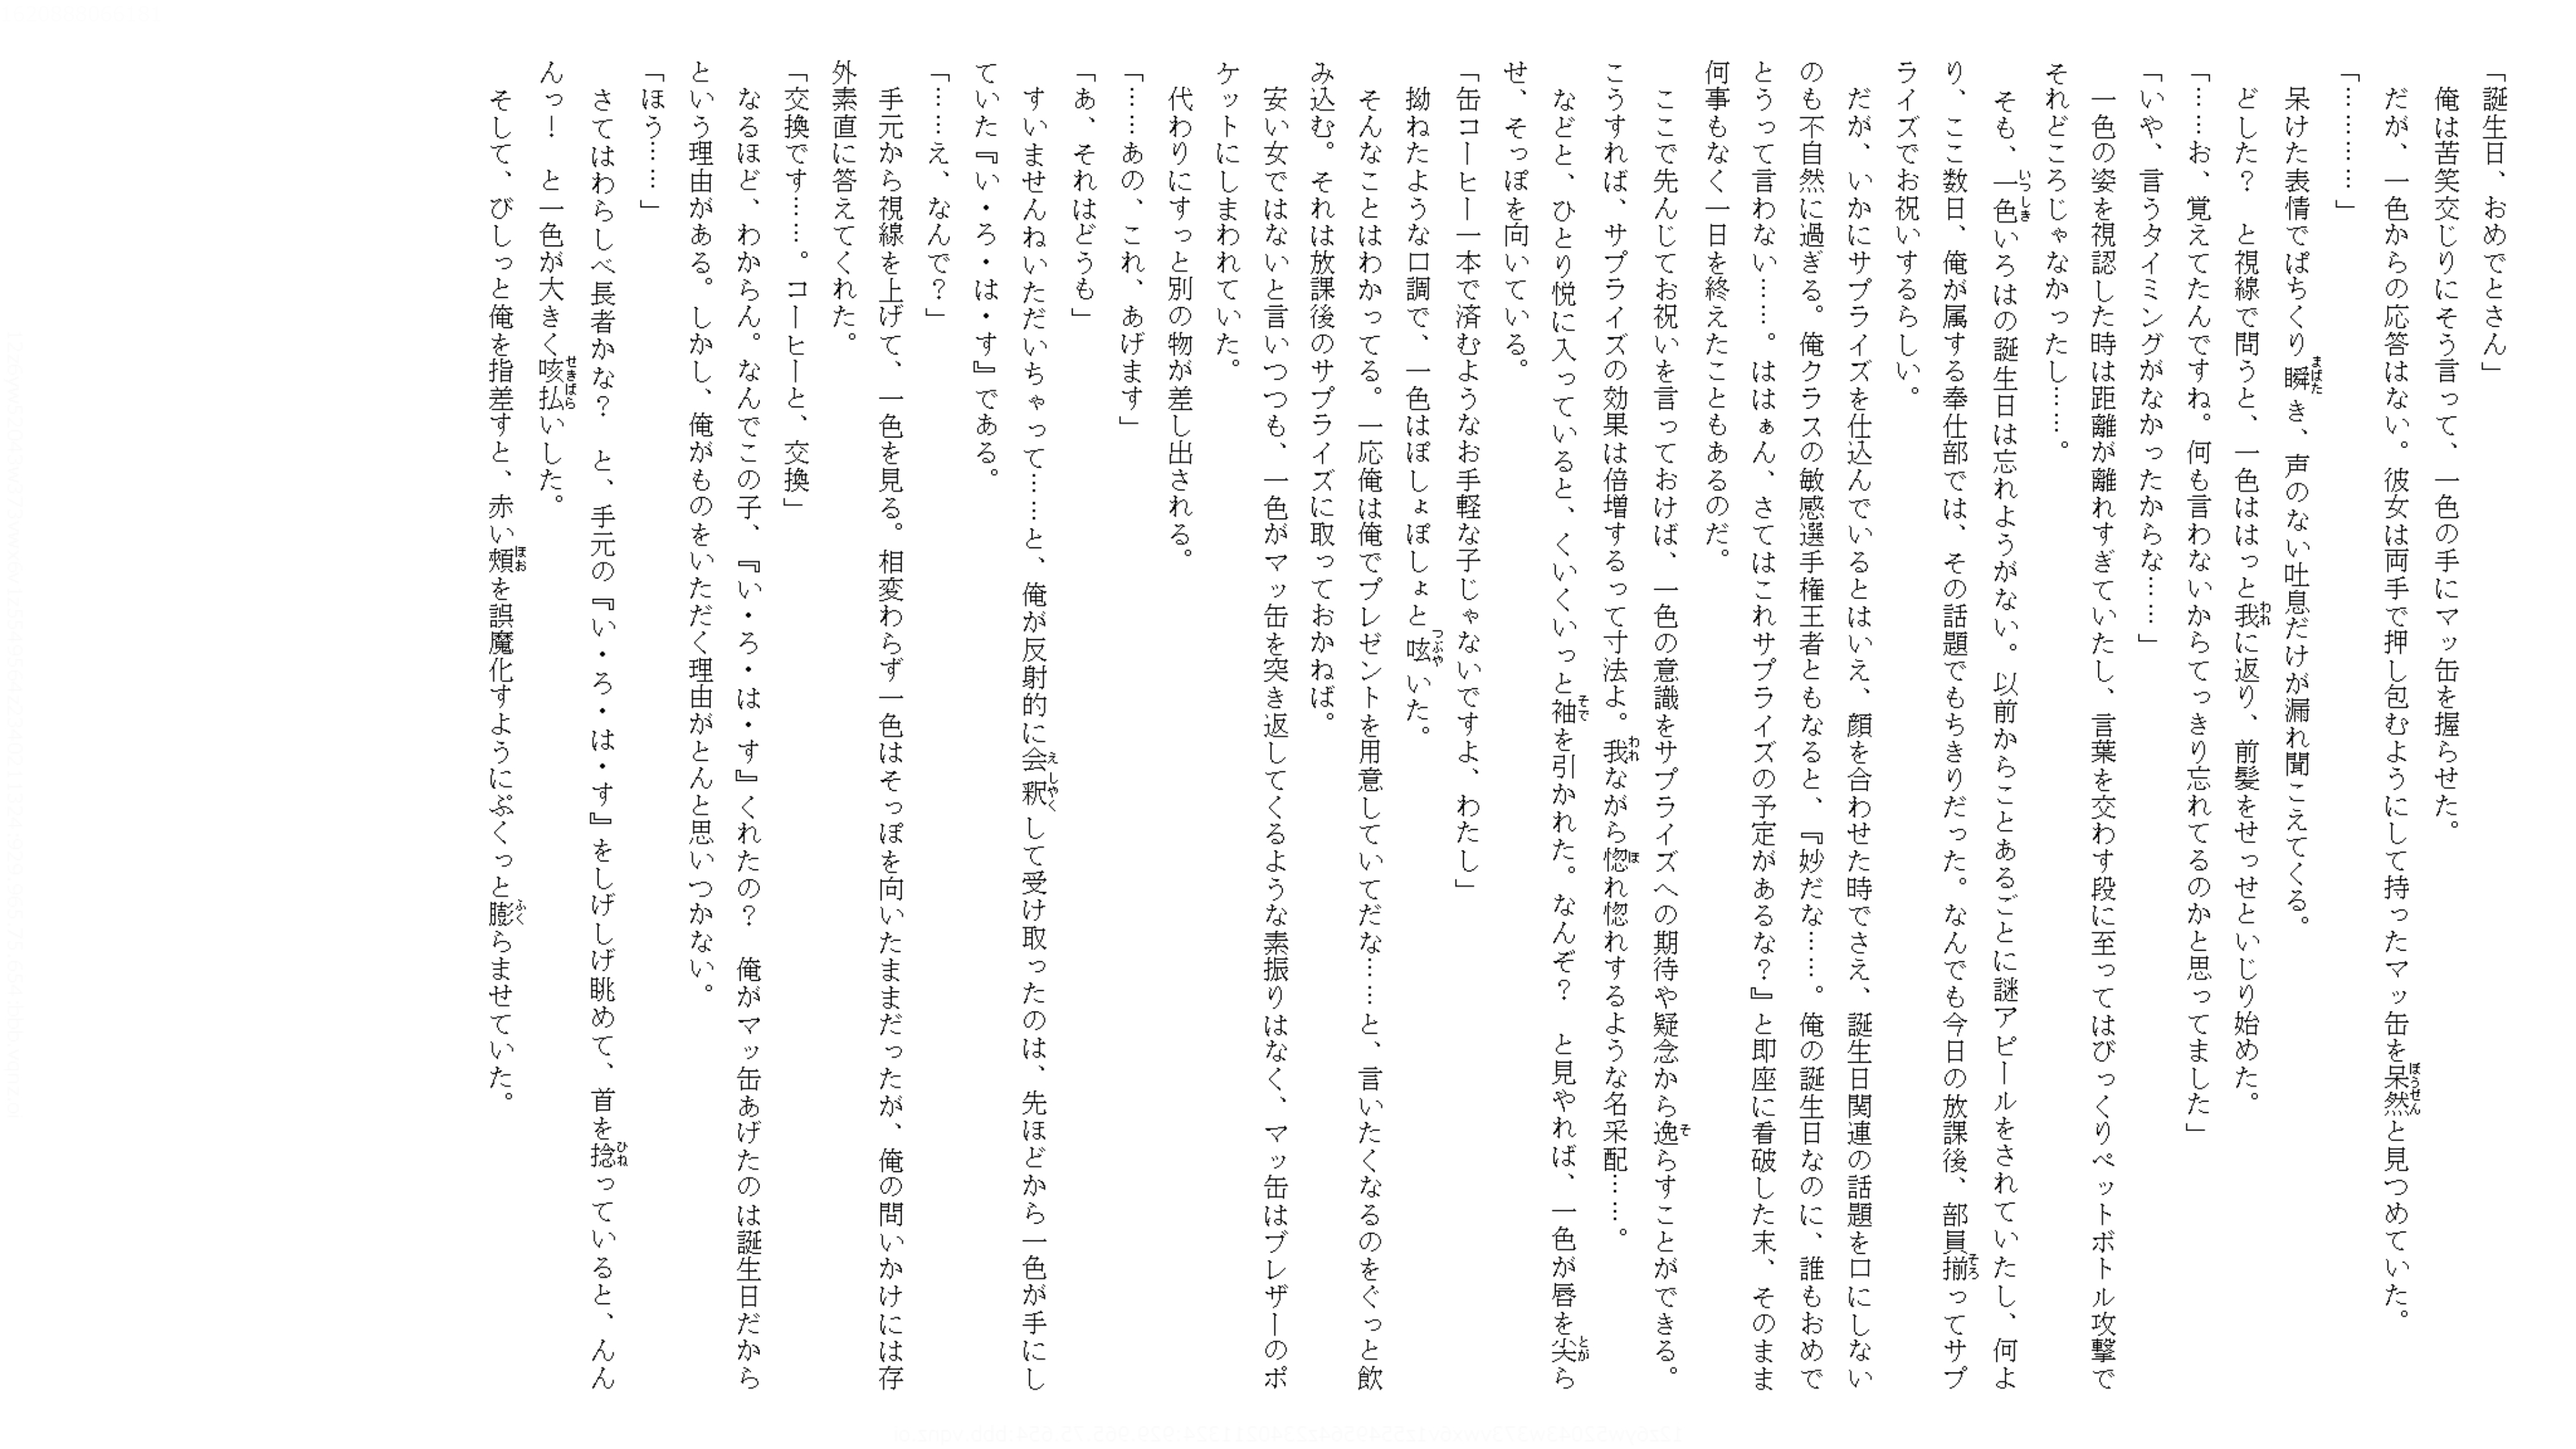 「誕生日、おめでとさん」
　俺は苦笑交じりにそう言って、一色の手にマッ缶を握らせた。
　だが、一色からの応答はない。彼女は両手で押し包むようにして持ったマッ缶を呆然と見つめていた。
「…………」
　呆けた表情でぱちくり瞬き、声のない吐息だけが漏れ聞こえてくる。
　どした？　と視線で問うと、一色ははっと我に返り、前髪をせっせといじり始めた。
「……お、覚えてたんですね。何も言わないからてっきり忘れてるのかと思ってました」
「いや、言うタイミングがなかったからな……」
　一色の姿を視認した時は距離が離れすぎていたし、言葉を交わす段に至ってはびっくりペットボトル攻撃で
それどころじゃなかったし……。
　そも、一色いろはの誕生日は忘れようがない。以前からことあるごとに謎アピールをされていたし、何よ
り、ここ数日、俺が属する奉仕部では、その話題でもちきりだった。なんでも今日の放課後、部員揃ってサプ
ライズでお祝いするらしい。
　だが、いかにサプライズを仕込んでいるとはいえ、顔を合わせた時でさえ、誕生日関連の話題を口にしない
のも不自然に過ぎる。俺クラスの敏感選手権王者ともなると、『妙だな……。俺の誕生日なのに、誰もおめで
とうって言わない……。ははぁん、さてはこれサプライズの予定があるな？』と即座に看破した末、そのまま
何事もなく一日を終えたこともあるのだ。
　ここで先んじてお祝いを言っておけば、一色の意識をサプライズへの期待や疑念から逸らすことができる。
こうすれば、サプライズの効果は倍増するって寸法よ。我ながら惚れ惚れするような名采配……。
　などと、ひとり悦に入っていると、くいくいっと袖を引かれた。なんぞ？　と見やれば、一色が唇を尖ら
せ、そっぽを向いている。
「缶コーヒー一本で済むようなお手軽な子じゃないですよ、わたし」
　拗ねたような口調で、一色はぽしょぽしょと呟いた。
　そんなことはわかってる。一応俺は俺でプレゼントを用意していてだな……と、言いたくなるのをぐっと飲
み込む。それは放課後のサプライズに取っておかねば。
　安い女ではないと言いつつも、一色がマッ缶を突き返してくるような素振りはなく、マッ缶はブレザーのポ
ケットにしまわれていた。
　代わりにすっと別の物が差し出される。
「……あの、これ、あげます」
「あ、それはどうも」
　すいませんねいただいちゃって……と、俺が反射的に会釈して受け取ったのは、先ほどから一色が手にし
ていた『い・ろ・は・す』である。
「……え、なんで？」
　手元から視線を上げて、一色を見る。相変わらず一色はそっぽを向いたままだったが、俺の問いかけには存
外素直に答えてくれた。
「交換です……。コーヒーと、交換」
　なるほど、わからん。なんでこの子、『い・ろ・は・す』くれたの？　俺がマッ缶あげたのは誕生日だから
という理由がある。しかし、俺がものをいただく理由がとんと思いつかない。
「ほう……」
　さてはわらしべ長者かな？　と、手元の『い・ろ・は・す』をしげしげ眺めて、首を捻っていると、んん
んっ！　と一色が大きく咳払いした。
　そして、びしっと俺を指差すと、赤い頬を誤魔化すようにぷくっと膨らませていた。